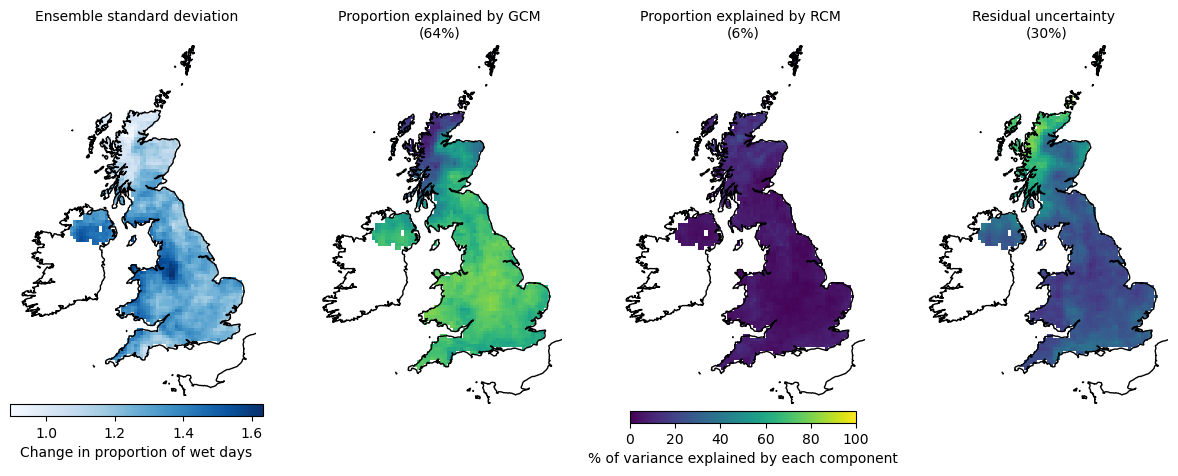 Ensemble standard deviation
Proportion explained by GCM
(64%)
Proportion explained by RCM
(6%)
Residual uncertainty
(30%)
1.0 1.2 1.4 1.6
Change in proportion of wet days
0 20 40 60 80 100
% of variance explained by each component